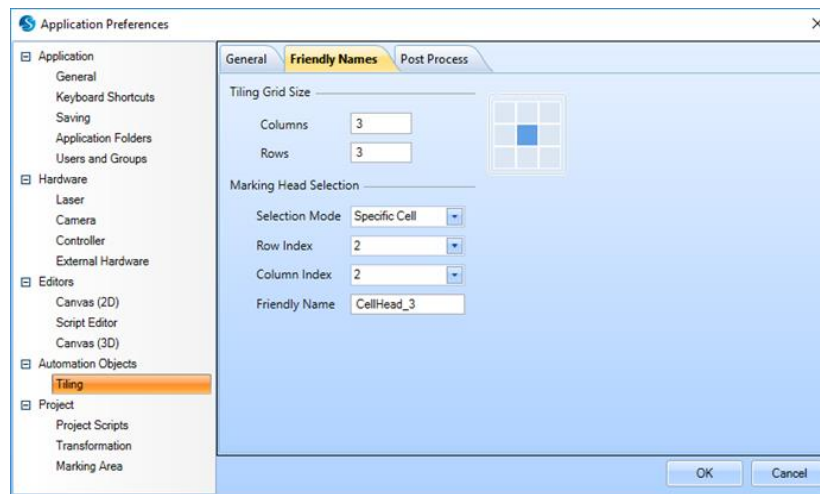 Application Preferences
Application
General
Keyboard Shortcuts
Saving
Application Folders
Users and Groups
Hardware
Laser
Camera
Controller
External Hardware
Editors
Canvas (2D)
Script Editor
Canvas (3D)
Automation Objects
Tiling
Project
Project Scripts
Transformation
Marking Area
General Friendly Names Post Process
Tiling Grid Size
Columns 3
Rows 3
Marking Head Selection
Selection Mode Specific Cell
Row Index 2
Column Index 2
Friendly Name CellHead_3
OK Cancel